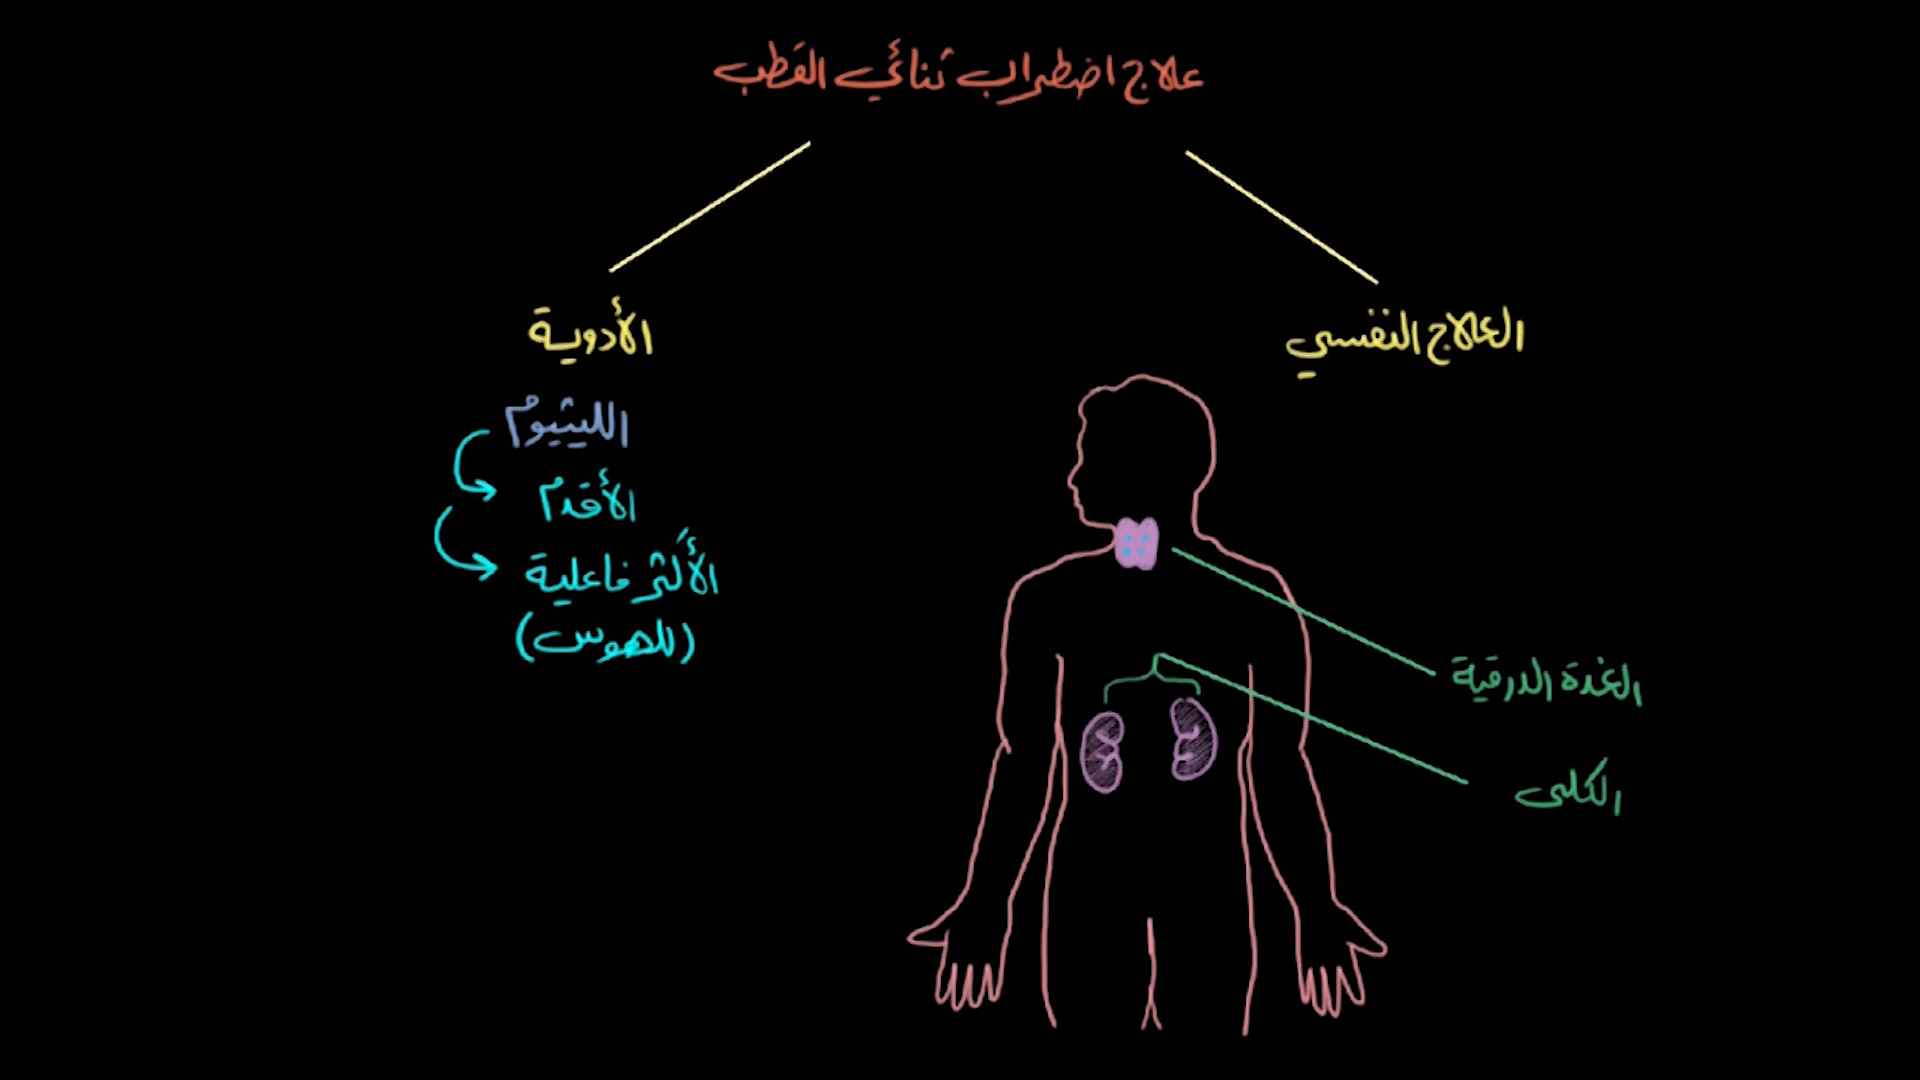 علاج اضطراب ثنائي القطب
العلاج النفسي
الأدوية
الليثيوم
الأقدم
الأكثر فاعلية
(للهوس)
الغدة الدرقية
الكلى